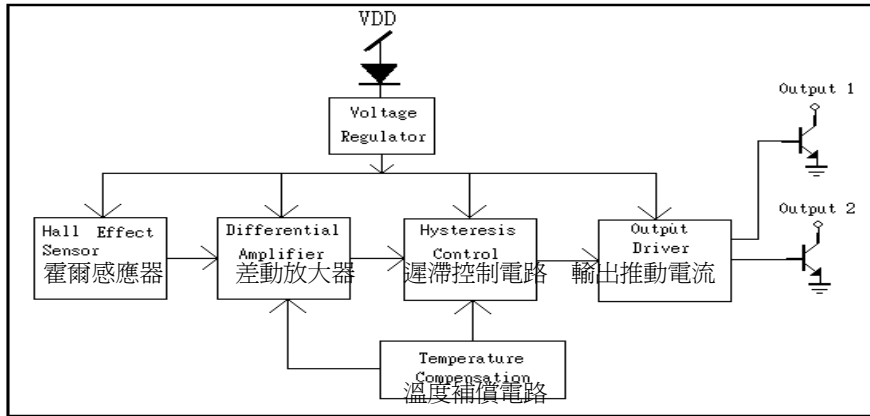 VDD
Voltage
Regulator
Output 1
Hall Effect
Sensor
霍爾感應器
Differential
Amplifier
差動放大器
Hysteresis
Control
遲滯控制電路
Output
Driver
輸出推動電流
Output 2
Temperature
Compensation
溫度補償電路